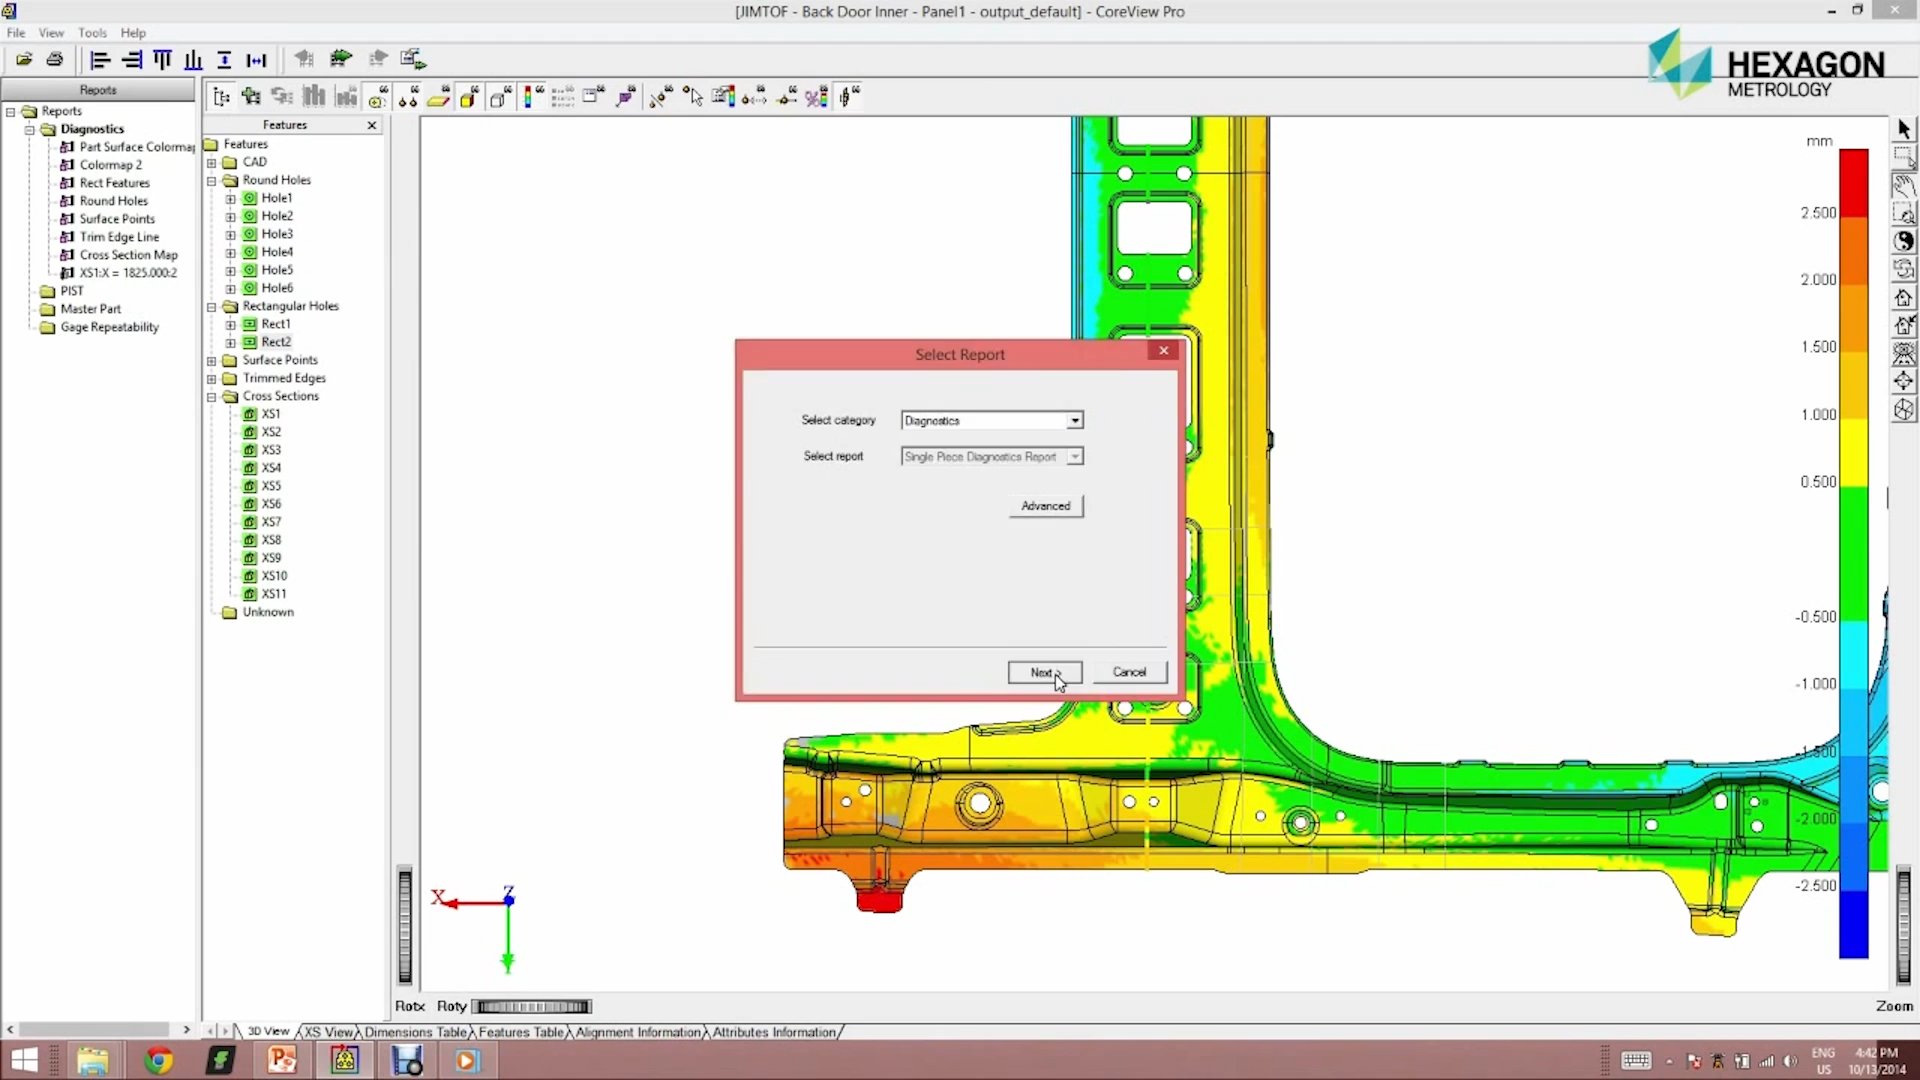 [JIMTOF - Back Door Inner - Panel1 - output_default] - CoreView Pro
File View Tools Help
HEXAGON
METROLOGY
Reports
Reports
Diagnostics
Part Surface Colormap
Colormap 2
Rect Features
Round Holes
Surface Points
Trim Edge Line
Cross Section Map
XS1:X = 1825.000:2
PIST
Master Part
Gage Repeatability
Features
Features
CAD
Round Holes
Hole1
Hole2
Hole3
Hole4
Hole5
Hole6
Rectangular Holes
Rect1
Rect2
Surface Points
Trimmed Edges
Cross Sections
XS1
XS2
XS3
XS4
XS5
XS6
XS7
XS8
XS9
XS10
XS11
Unknown
Select Report
Select category Diagnostics
Select report Single Piece Diagnostics Report
Advanced
Next >
Cancel
mm
2.500
2.000
1.500
1.000
0.500
-0.500
-1.000
-1.500
-2.000
-2.500
X
Z
Y
Rotx Roty
Zoom
3D View XS View Dimensions Table Features Table Alignment Information Attributes Information
ENG
US
4:42 PM
10/13/2014